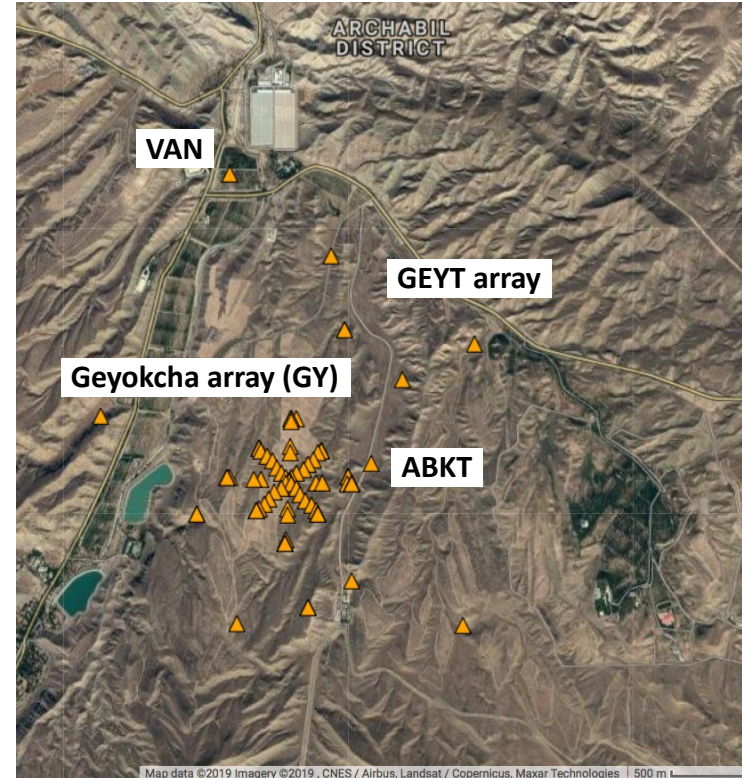 ARCHABIL
DISTRICT
VAN
GEYT array
Geyokcha array (GY)
ABKT
Map data ©2019 Imagery ©2019 , CNES / Airbus, Landsat / Copernicus, Maxar Technologies
500 m